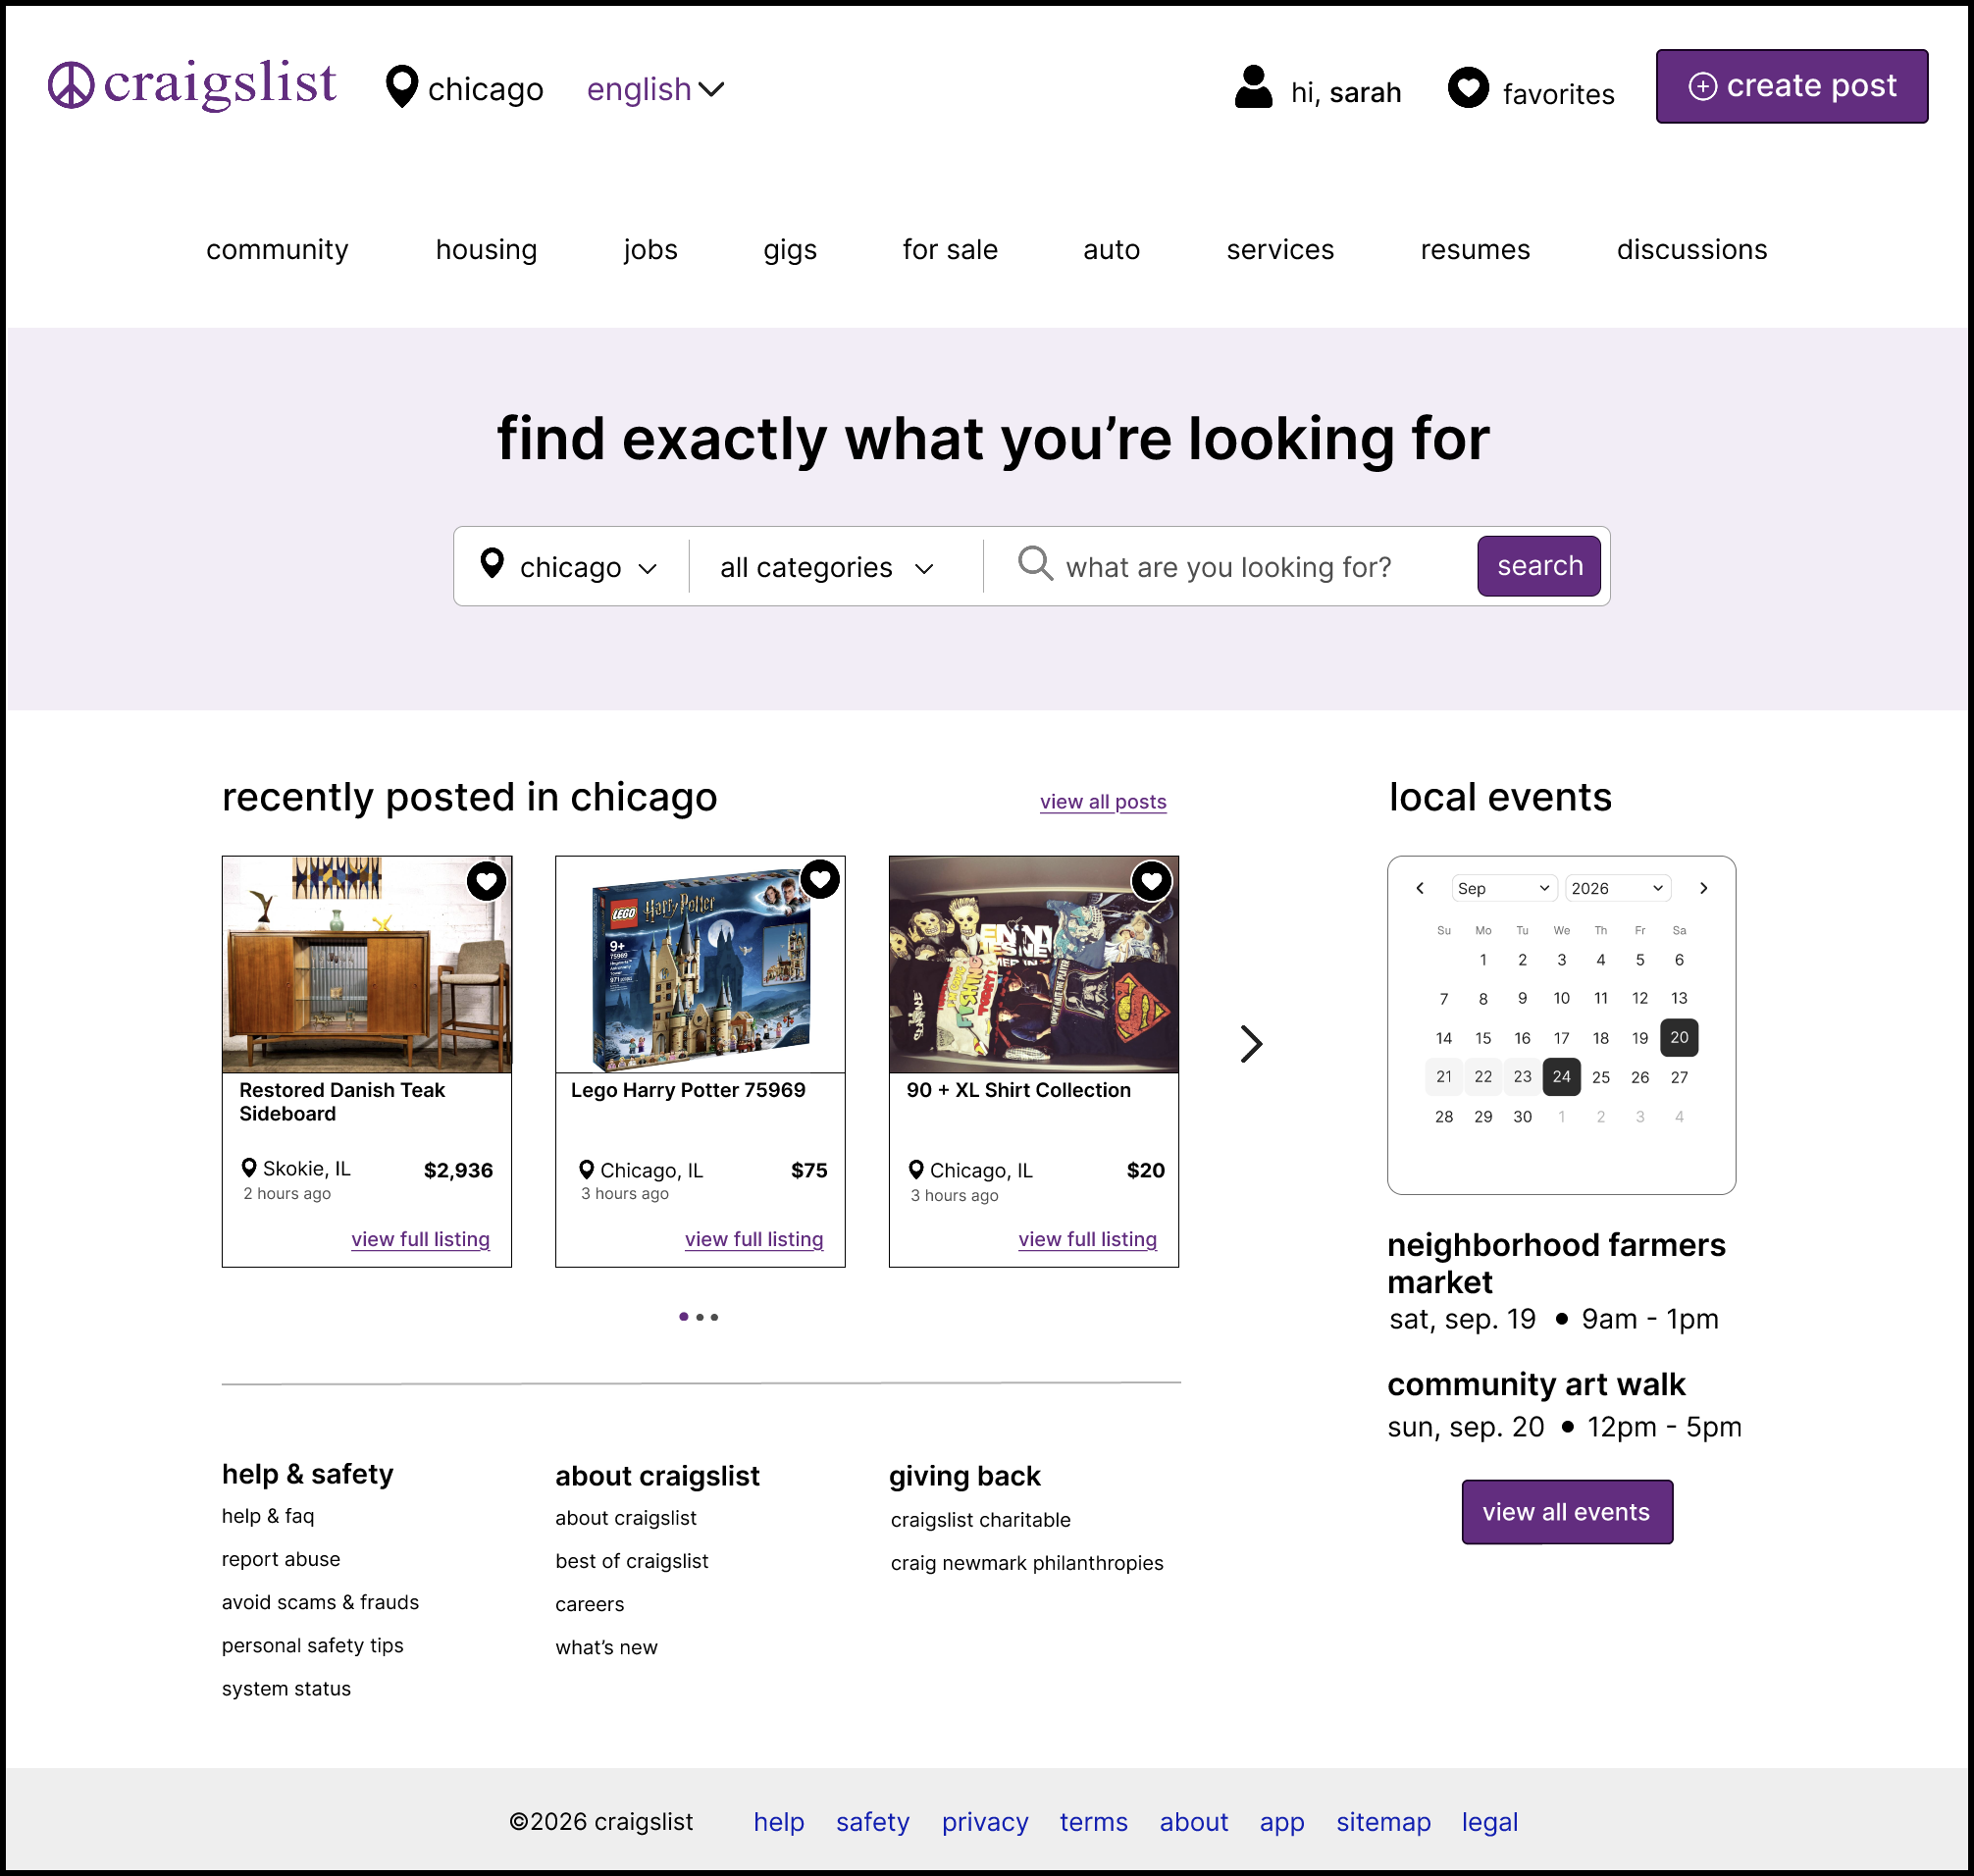 craigslist
chicago
english
hi, sarah
favorites
create post
community housing jobs gigs for sale auto services resumes discussions
find exactly what you’re looking for
chicago
all categories
what are you looking for?
search
recently posted in chicago
view all posts
LEGO
Harry Potter
9+
75969
Restored Danish Teak
Sideboard
Skokie, IL
$2,936
2 hours ago
view full listing
Lego Harry Potter 75969
Chicago, IL
$75
3 hours ago
view full listing
90 + XL Shirt Collection
Chicago, IL
$20
3 hours ago
view full listing
local events
Sep
2026
Su Mo Tu We Th Fr Sa
1 2 3 4 5 6
7 8 9 10 11 12 13
14 15 16 17 18 19 20
21 22 23 24 25 26 27
28 29 30 1 2 3 4
neighborhood farmers
market
sat, sep. 19 • 9am - 1pm
community art walk
sun, sep. 20 • 12pm - 5pm
view all events
help & safety
help & faq
report abuse
avoid scams & frauds
personal safety tips
system status
about craigslist
about craigslist
best of craigslist
careers
what’s new
giving back
craigslist charitable
craig newmark philanthropies
©2026 craigslist
help safety privacy terms about app sitemap legal